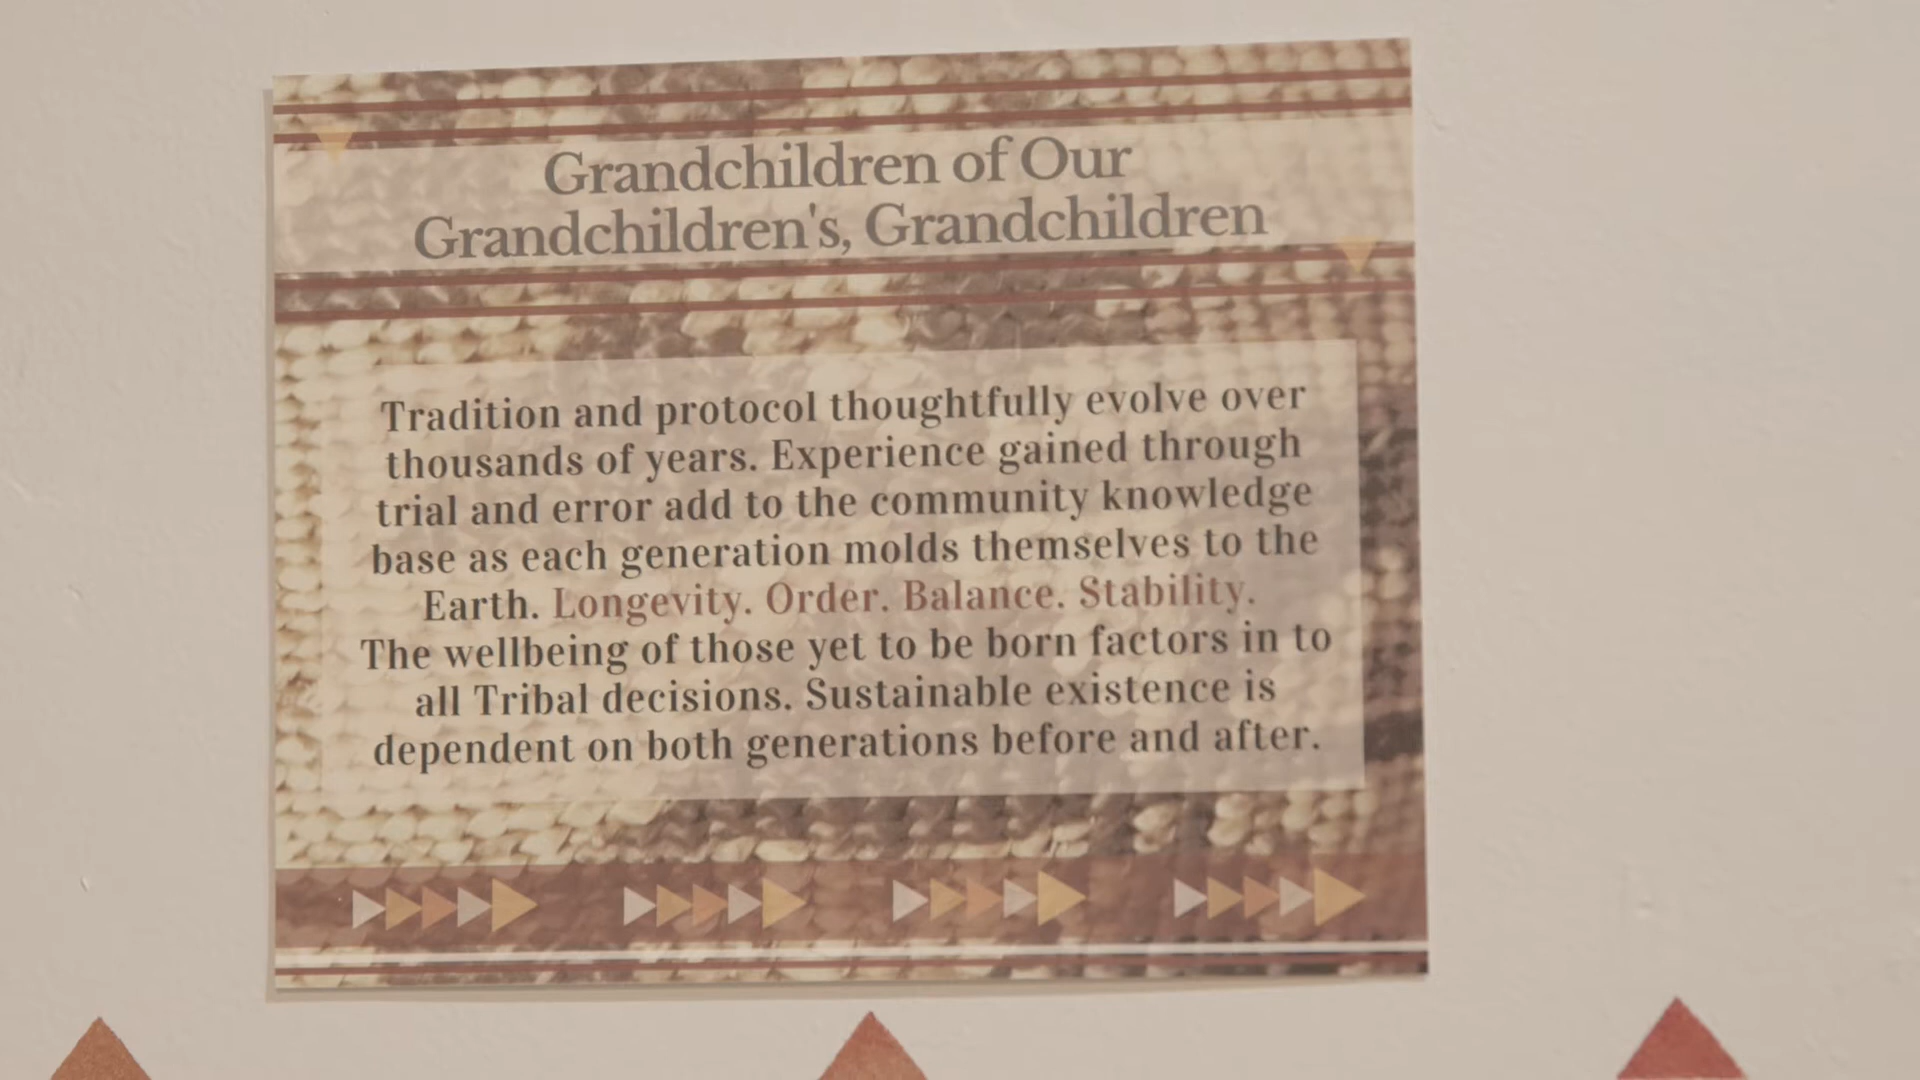 Grandchildren of Our
Grandchildren's, Grandchildren
Tradition and protocol thoughtfully evolve over
thousands of years. Experience gained through
trial and error add to the community knowledge
base as each generation molds themselves to the
Earth. Longevity. Order. Balance. Stability.
The wellbeing of those yet to be born factors in to
all Tribal decisions. Sustainable existence is
dependent on both generations before and after.